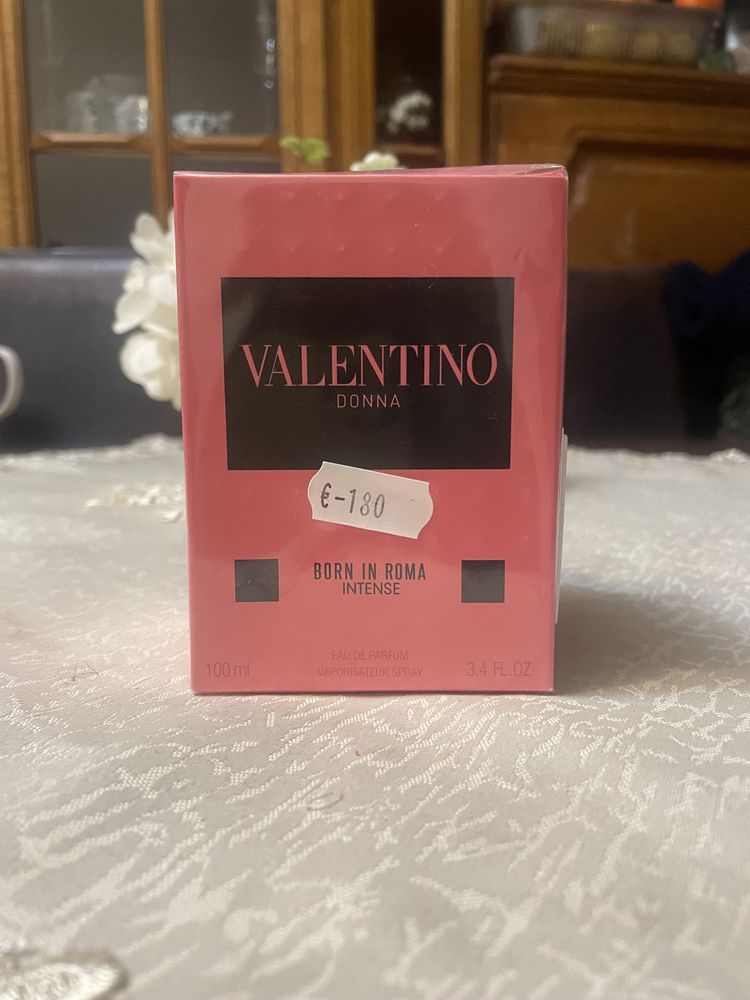 VALENTINO
DONNA
€-180
BORN IN ROMA
INTENSE
EAU DE PARFUM
100 ml VAPORISATEUR SPRAY 3.4 FL.OZ.